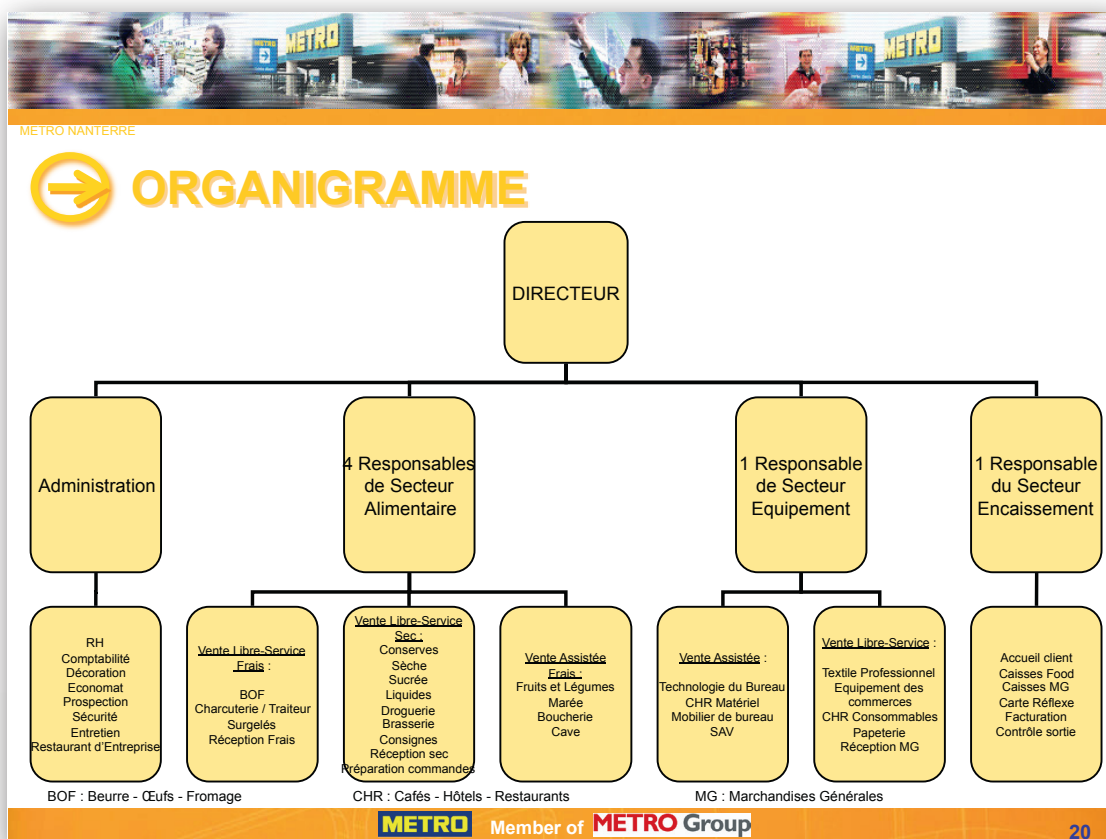 METRO
METRO
METRO
METRO
METRO NANTERRE
ORGANIGRAMME
DIRECTEUR
Administration
4 Responsables
de Secteur
Alimentaire
1 Responsable
de Secteur
Equipement
1 Responsable
du Secteur
Encaissement
RH
Comptabilité
Décoration
Economat
Prospection
Sécurité
Entretien
Restaurant d'Entreprise
Vente Libre-Service
Frais :
BOF
Charcuterie / Traiteur
Surgelés
Réception Frais
Vente Libre-Service
Sec :
Conserves
Sèche
Sucrée
Liquides
Droguerie
Brasserie
Consignes
Réception sec
Préparation commandes
Vente Assistée
Frais :
Fruits et Légumes
Marée
Boucherie
Cave
Vente Assistée :
Technologie du Bureau
CHR Matériel
Mobilier de bureau
SAV
Vente Libre-Service :
Textile Professionnel
Equipement des
commerces
CHR Consommables
Papeterie
Réception MG
Accueil client
Caisses Food
Caisses MG
Carte Réflexe
Facturation
Contrôle sortie
BOF : Beurre - Œufs - Fromage
CHR : Cafés - Hôtels - Restaurants
MG : Marchandises Générales
METRO Member of METRO Group
20